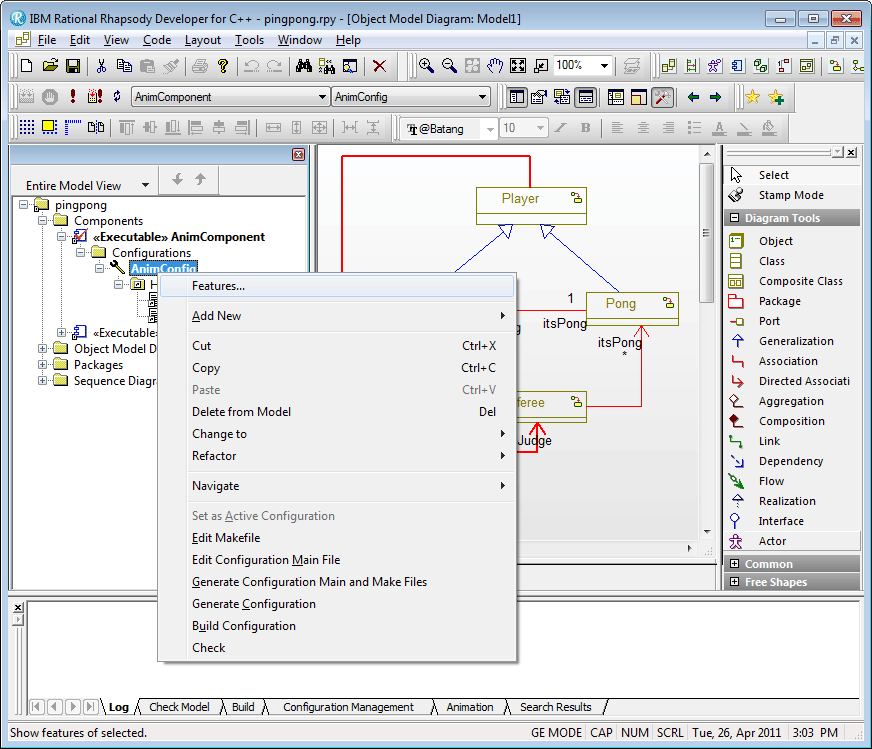 IBM Rational Rhapsody Developer for C++ - pingpong.rpy - [Object Model Diagram: Model1]
File Edit View Code Layout Tools Window Help
100%
AnimComponent AnimConfig
@Batang 10
Entire Model View
pingpong
Components
«Executable» AnimComponent
Configurations
AnimConfig
H
«Executable»
Object Model D
Packages
Sequence Diagra
Features...
Add New
Cut Ctrl+X
Copy Ctrl+C
Paste Ctrl+V
Delete from Model Del
Change to
Refactor
Navigate
Set as Active Configuration
Edit Makefile
Edit Configuration Main File
Generate Configuration Main and Make Files
Generate Configuration
Build Configuration
Check
Player
1
Pong
g
itsPong
itsPong
*
feree
Judge
Select
Stamp Mode
Diagram Tools
Object
Class
Composite Class
Package
Port
Generalization
Association
Directed Associati
Aggregation
Composition
Link
Dependency
Flow
Realization
Interface
Actor
Common
Free Shapes
Log Check Model Build Configuration Management Animation Search Results
Show features of selected. GE MODE CAP NUM SCRL Tue, 26, Apr 2011 3:03 PM